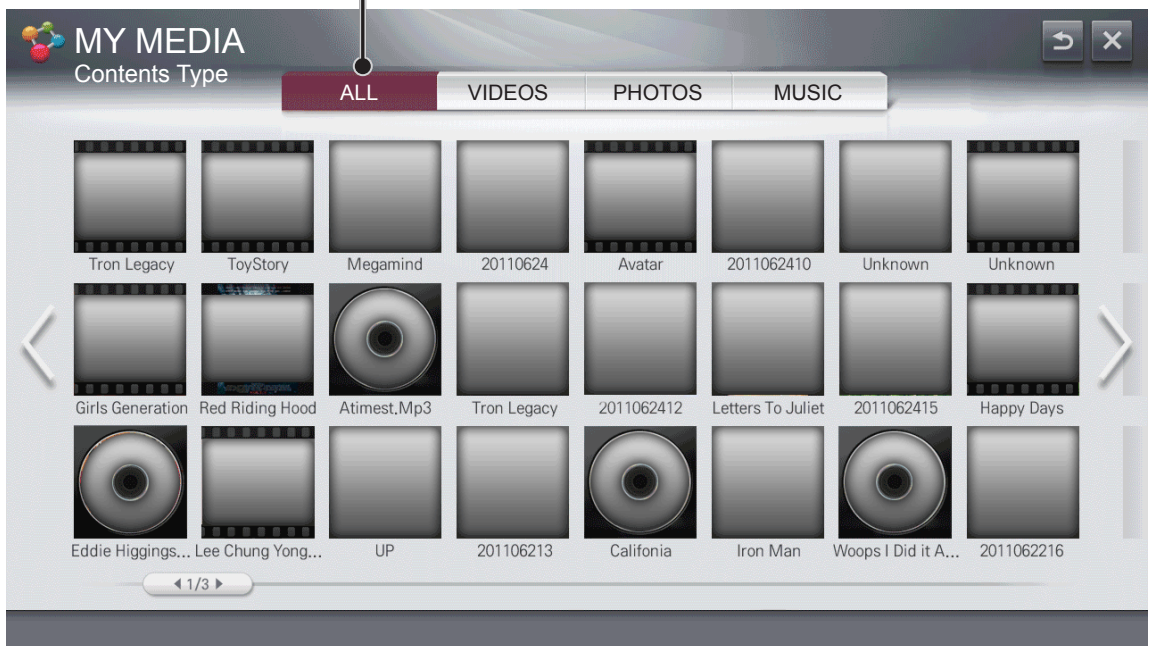 MY MEDIA
Contents Type
ALL VIDEOS PHOTOS MUSIC
Tron Legacy ToyStory Megamind 20110624 Avatar 2011062410 Unknown Unknown
Girls Generation Red Riding Hood Atimest.Mp3 Tron Legacy 2011062412 Letters To Juliet 2011062415 Happy Days
Eddie Higgings... Lee Chung Yong... UP 201106213 Califonia Iron Man Woops I Did it A... 2011062216
1/3